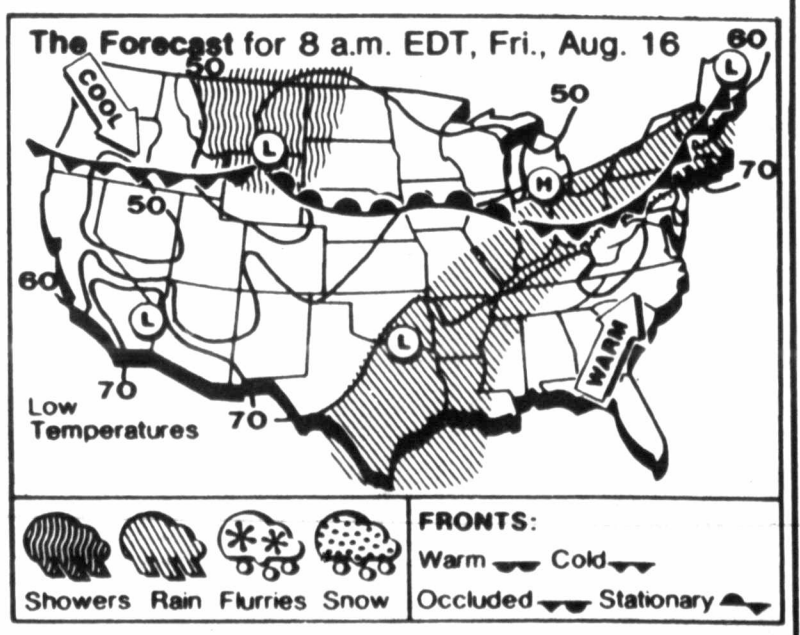 The Forecast for 8 a.m. EDT, Fri., Aug. 16
60
50
L
COOL
50
L
H
70
50
60
L
L
WARM
70
70
Low
Temperatures
FRONTS:
Warm Cold
Showers Rain Flurries Snow
Occluded Stationary